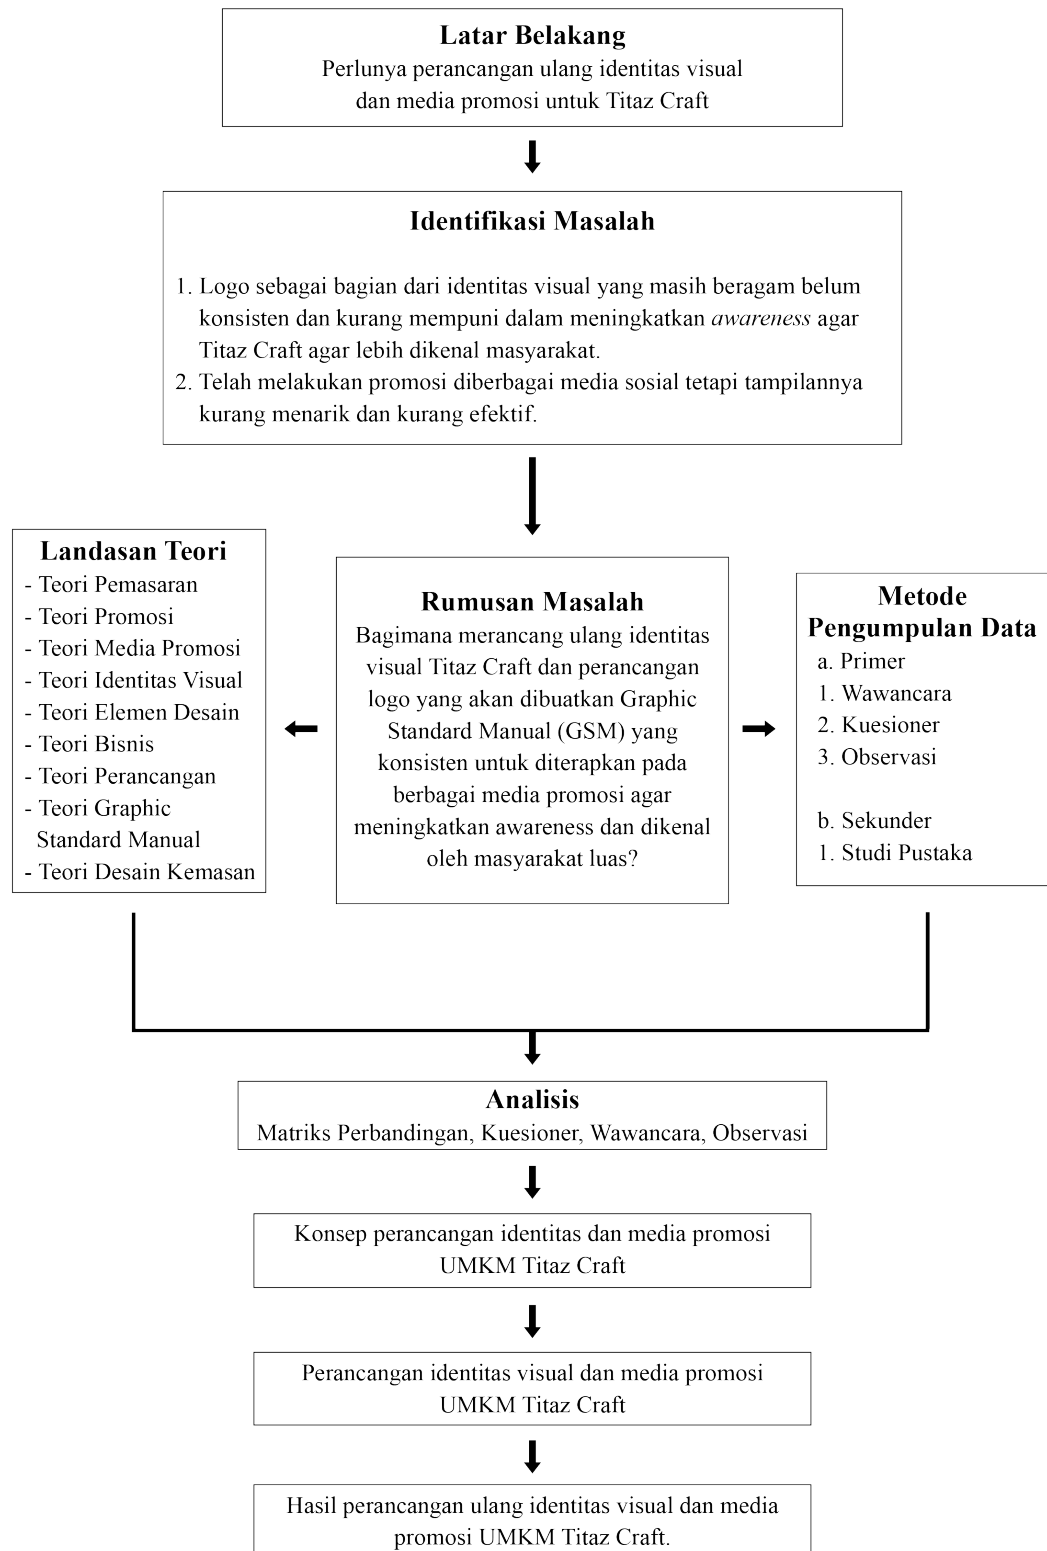 Latar Belakang
Perlunya perancangan ulang identitas visual
dan media promosi untuk Titaz Craft
Identifikasi Masalah
1. Logo sebagai bagian dari identitas visual yang masih beragam belum
konsisten dan kurang mempuni dalam meningkatkan awareness agar
Titaz Craft agar lebih dikenal masyarakat.
2. Telah melakukan promosi diberbagai media sosial tetapi tampilannya
kurang menarik dan kurang efektif.
Landasan Teori
- Teori Pemasaran
- Teori Promosi
- Teori Media Promosi
- Teori Identitas Visual
- Teori Elemen Desain
- Teori Bisnis
- Teori Perancangan
- Teori Graphic
Standard Manual
- Teori Desain Kemasan
Rumusan Masalah
Bagimana merancang ulang identitas
visual Titaz Craft dan perancangan
logo yang akan dibuatkan Graphic
Standard Manual (GSM) yang
konsisten untuk diterapkan pada
berbagai media promosi agar
meningkatkan awareness dan dikenal
oleh masyarakat luas?
Metode
Pengumpulan Data
a. Primer
1. Wawancara
2. Kuesioner
3. Observasi
b. Sekunder
1. Studi Pustaka
Analisis
Matriks Perbandingan, Kuesioner, Wawancara, Observasi
Konsep perancangan identitas dan media promosi
UMKM Titaz Craft
Perancangan identitas visual dan media promosi
UMKM Titaz Craft
Hasil perancangan ulang identitas visual dan media
promosi UMKM Titaz Craft.